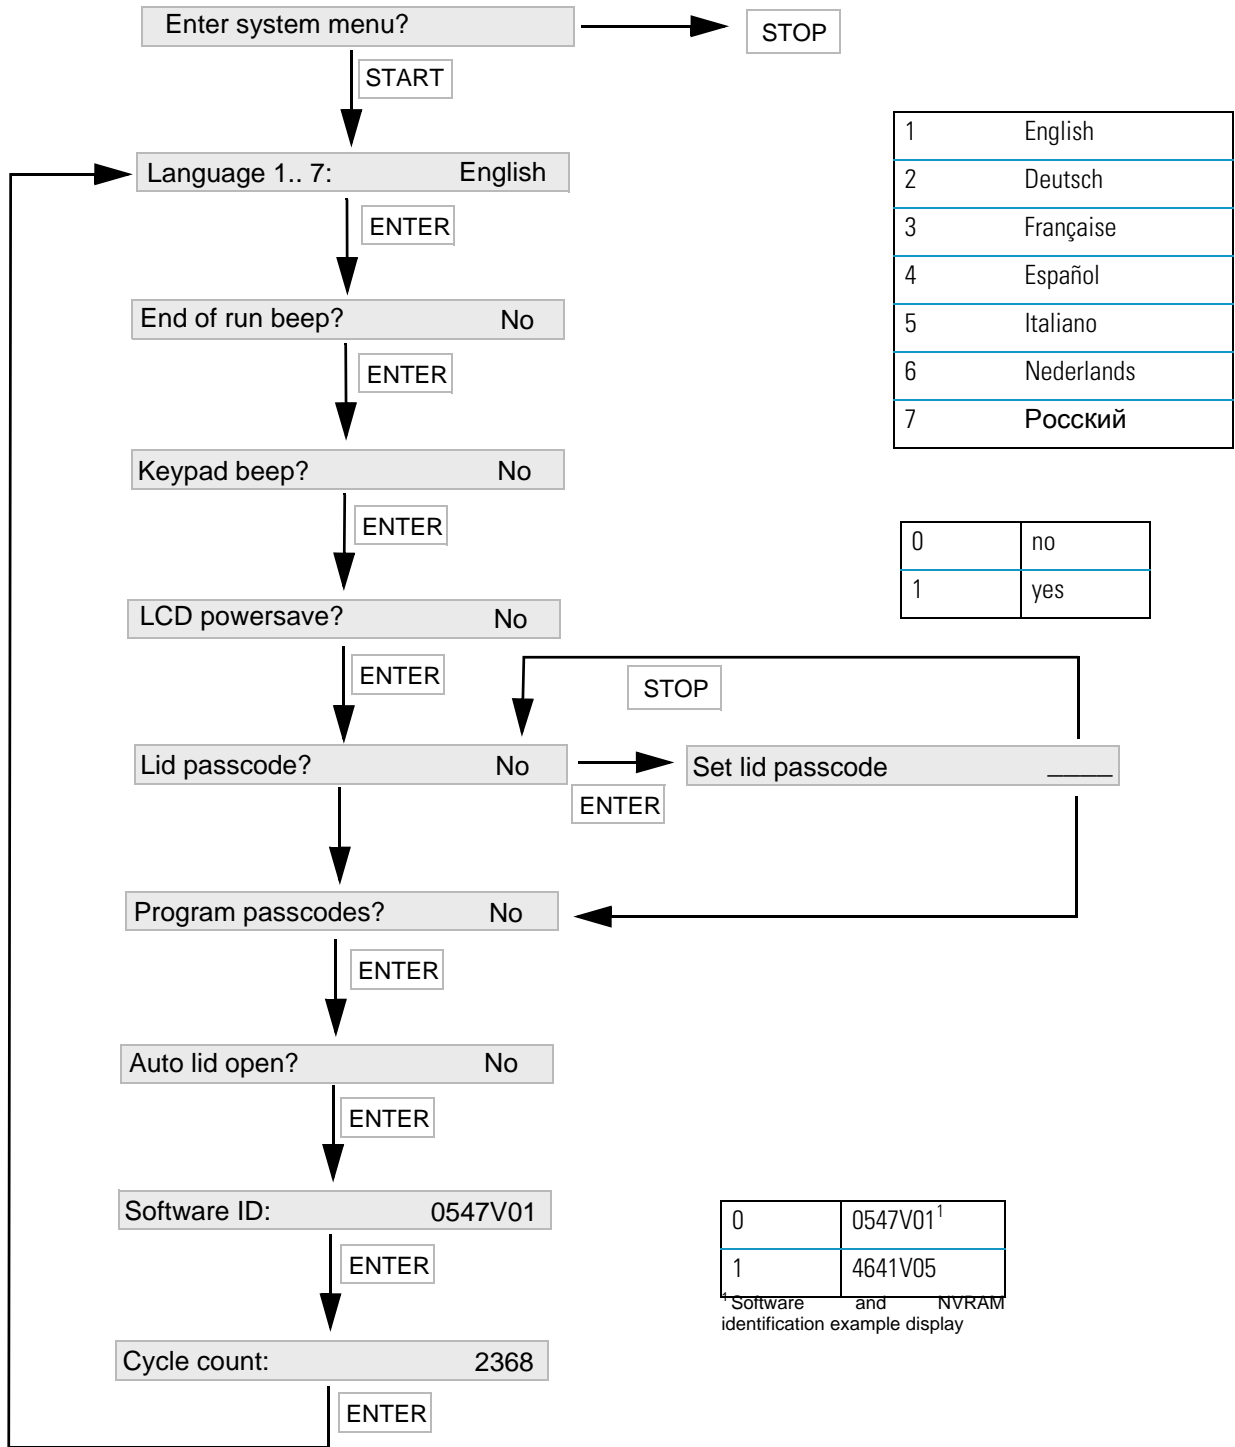 Enter system menu?
STOP
START
Language 1.. 7: English
ENTER
End of run beep? No
ENTER
Keypad beep? No
ENTER
LCD powersave? No
ENTER
STOP
Lid passcode? No
ENTER
Set lid passcode ____
Program passcodes? No
ENTER
Auto lid open? No
ENTER
Software ID: 0547V01
ENTER
Cycle count: 2368
ENTER
1 English
2 Deutsch
3 Française
4 Español
5 Italiano
6 Nederlands
7 Росский
0 no
1 yes
0 0547V01¹
1 4641V05
¹Software and NVRAM
identification example display